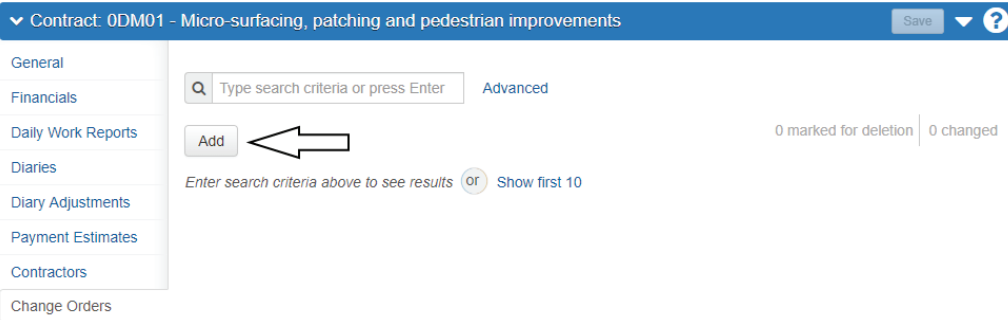 Contract: 0DM01 - Micro-surfacing, patching and pedestrian improvements
Save
?
General
Financials
Daily Work Reports
Diaries
Diary Adjustments
Payment Estimates
Contractors
Change Orders
Type search criteria or press Enter
Advanced
Add
0 marked for deletion 0 changed
Enter search criteria above to see results or Show first 10